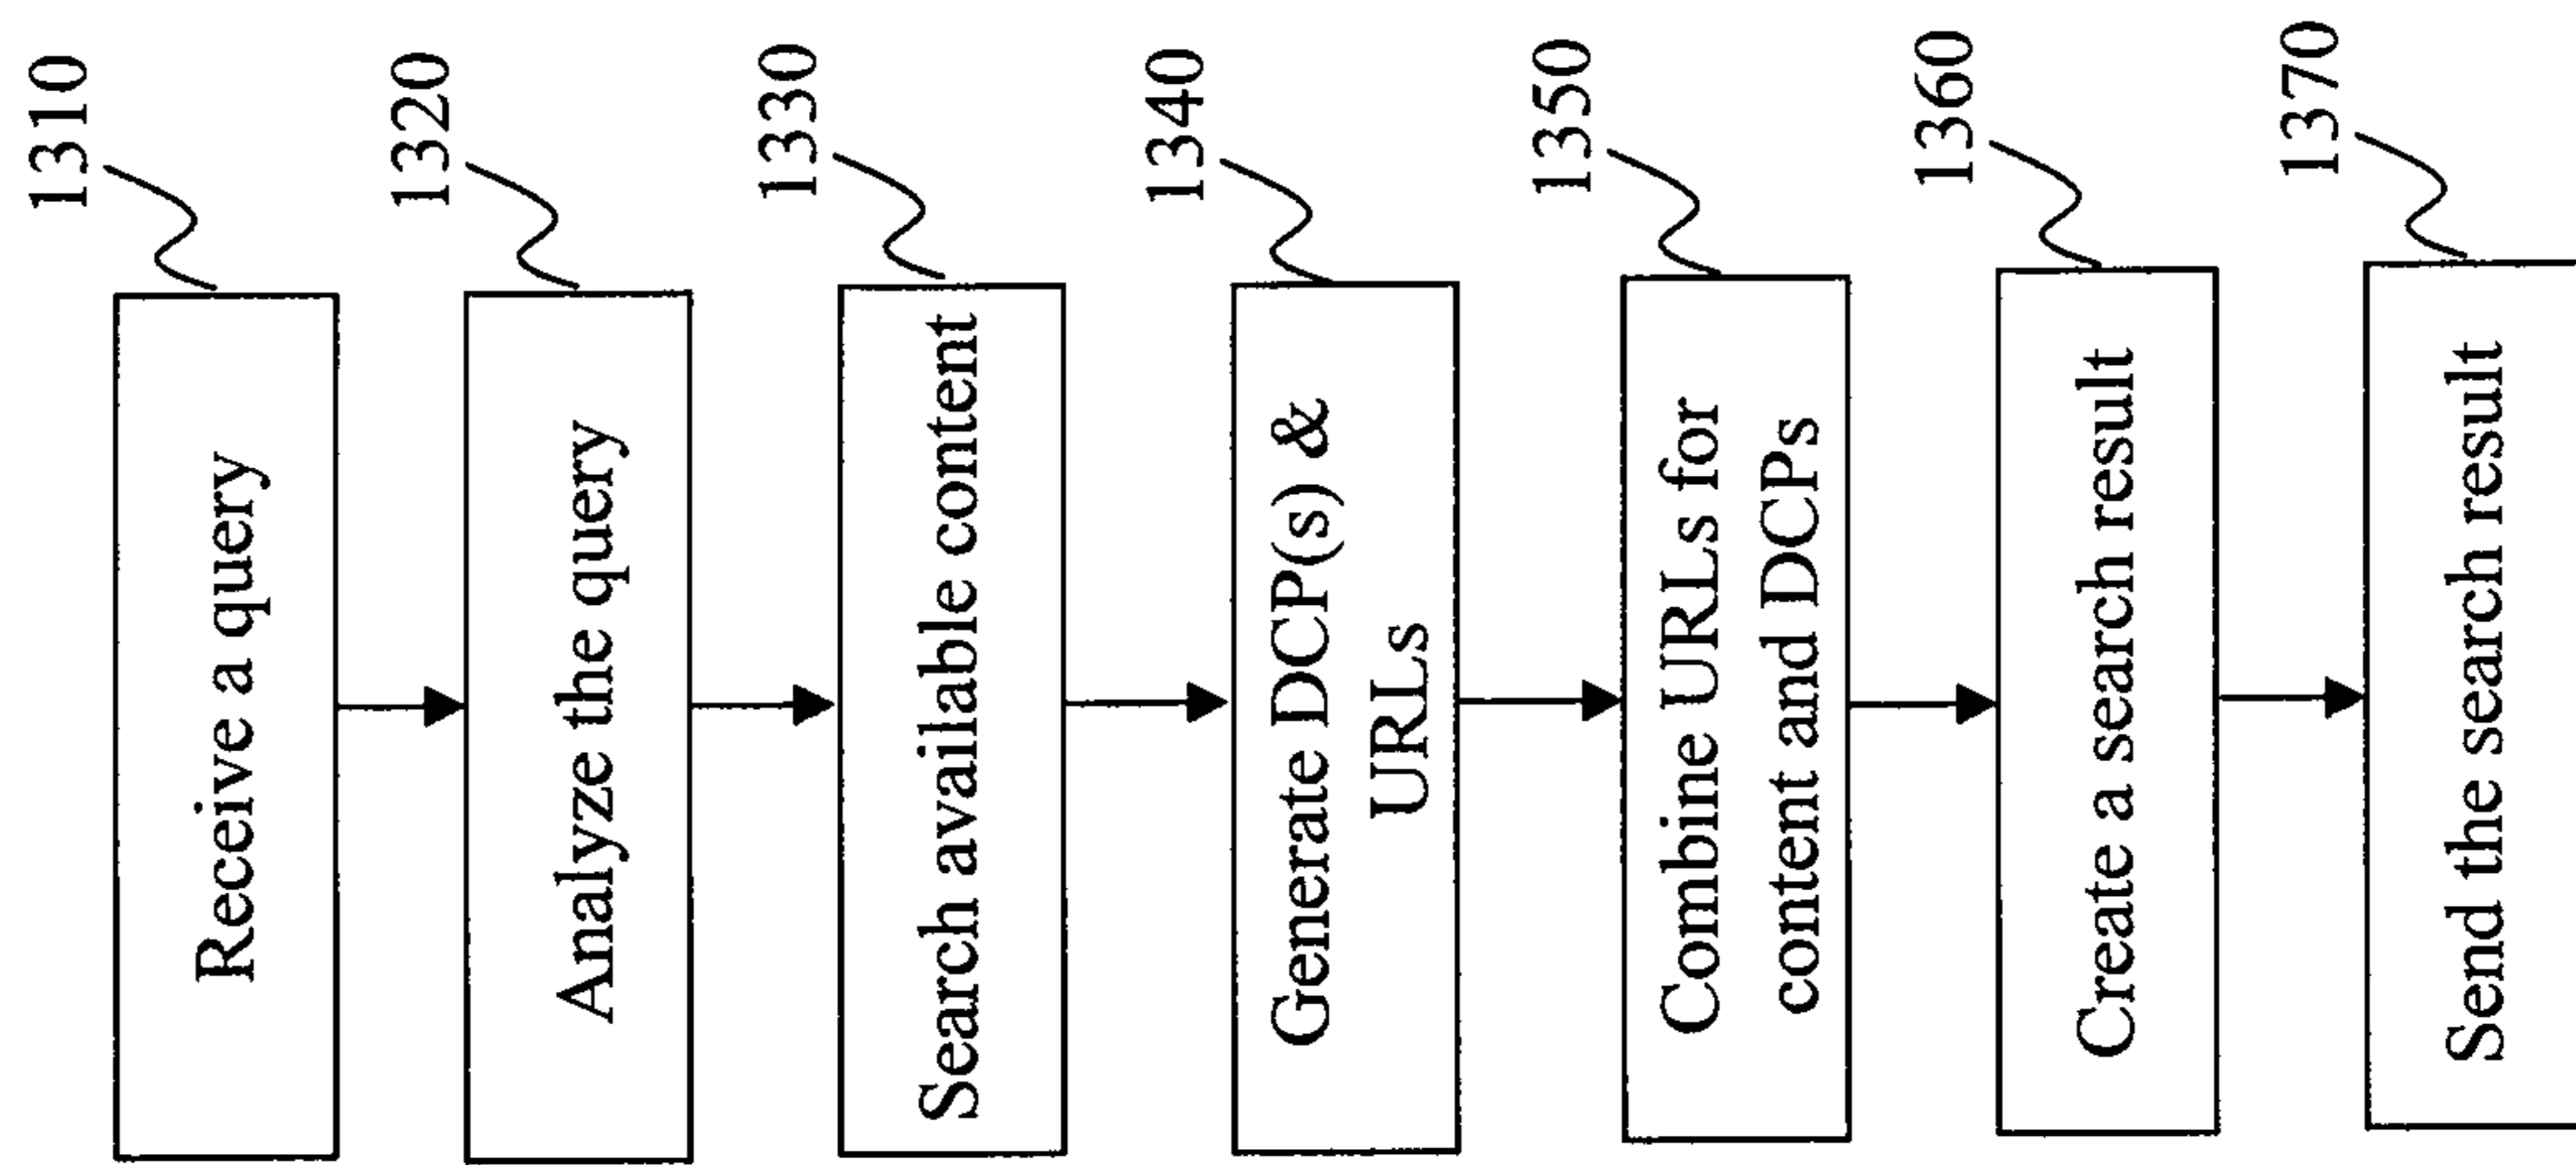 1310
Receive a query
1320
Analyze the query
1330
Search available content
1340
Generate DCP(s) &
URLs
1350
Combine URLs for
content and DCPs
1360
Create a search result
1370
Send the search result